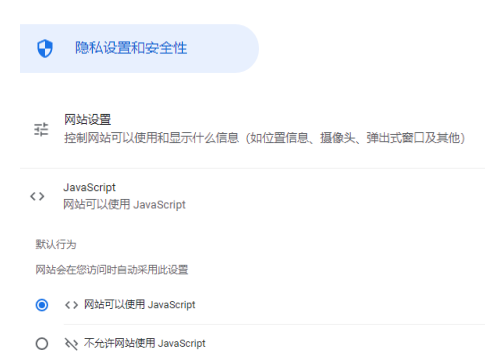 隐私设置和安全性
网站设置
控制网站可以使用和显示什么信息（如位置信息、摄像头、弹出式窗口及其他）
JavaScript
网站可以使用 JavaScript
默认行为
网站会在您访问时自动采用此设置
网站可以使用 JavaScript
不允许网站使用 JavaScript